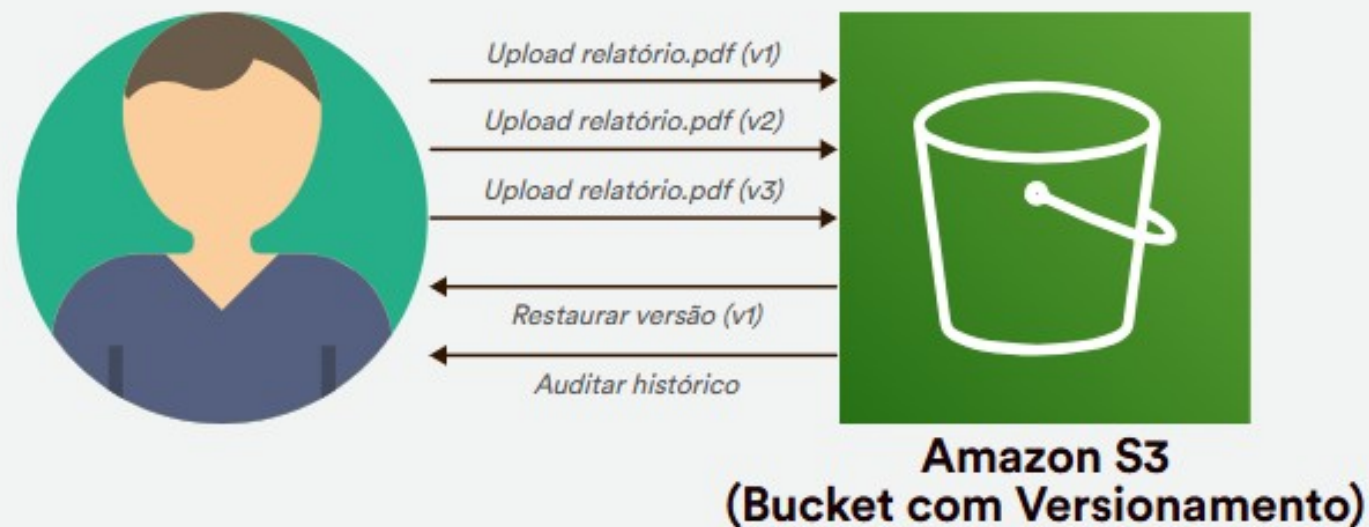 Upload relatório.pdf (v1)
Upload relatório.pdf (v2)
Upload relatório.pdf (v3)
Restaurar versão (v1)
Auditar histórico
Amazon S3
(Bucket com Versionamento)